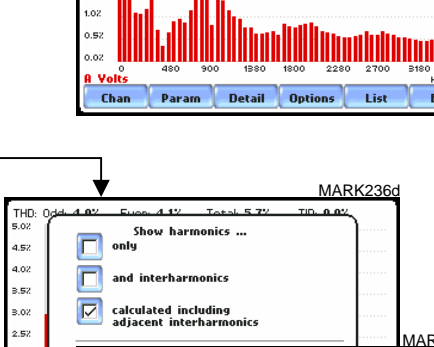 1.0%
0.5%
0.0%
0 480 900 1380 1800 2280 2700 3180
A Volts
Chan Param Detail Options List
MARK236d
THD: Odd: 4.0% Even: 4.1% Total: 5.7% TID: 0.0%
5.0%
Show harmonics ...
4.5%
only
4.0%
and interharmonics
3.5%
3.0%
calculated including
adjacent interharmonics
2.5%
MAR